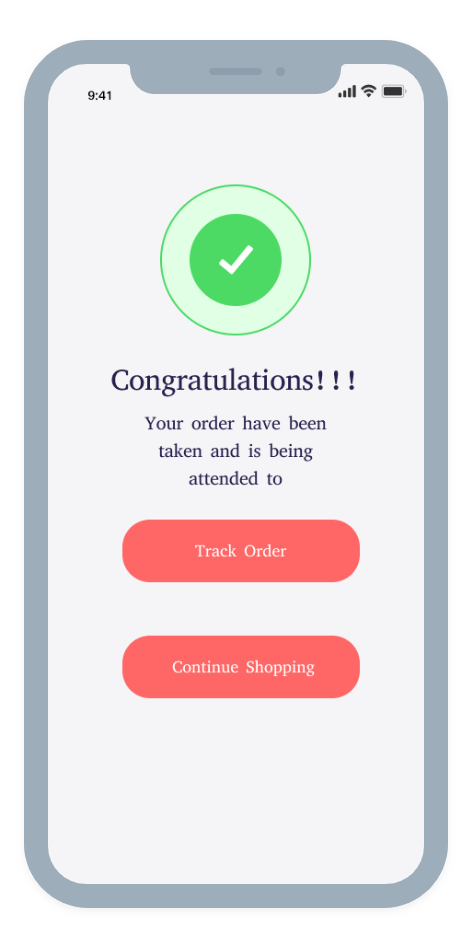 9:41
Congratulations!!!
Your order have been
taken and is being
attended to
Track Order
Continue Shopping